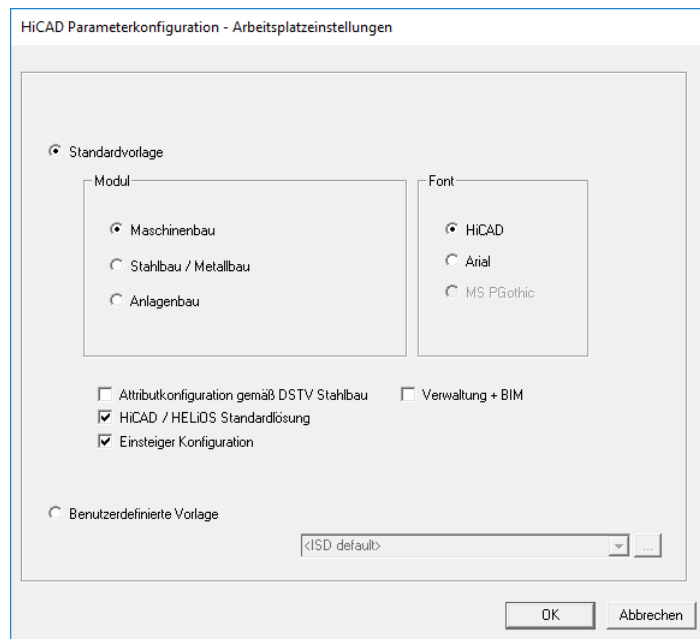 HiCAD Parameterkonfiguration - Arbeitsplatzeinstellungen
Standardvorlage
Modul
Maschinenbau
Stahlbau / Metallbau
Anlagenbau
Font
HiCAD
Arial
MS PGothic
Attributkonfiguration gemäß DSTV Stahlbau
Verwaltung + BIM
HiCAD / HELiOS Standardlösung
Einsteiger Konfiguration
Benutzerdefinierte Vorlage
<ISD default>
...
OK
Abbrechen